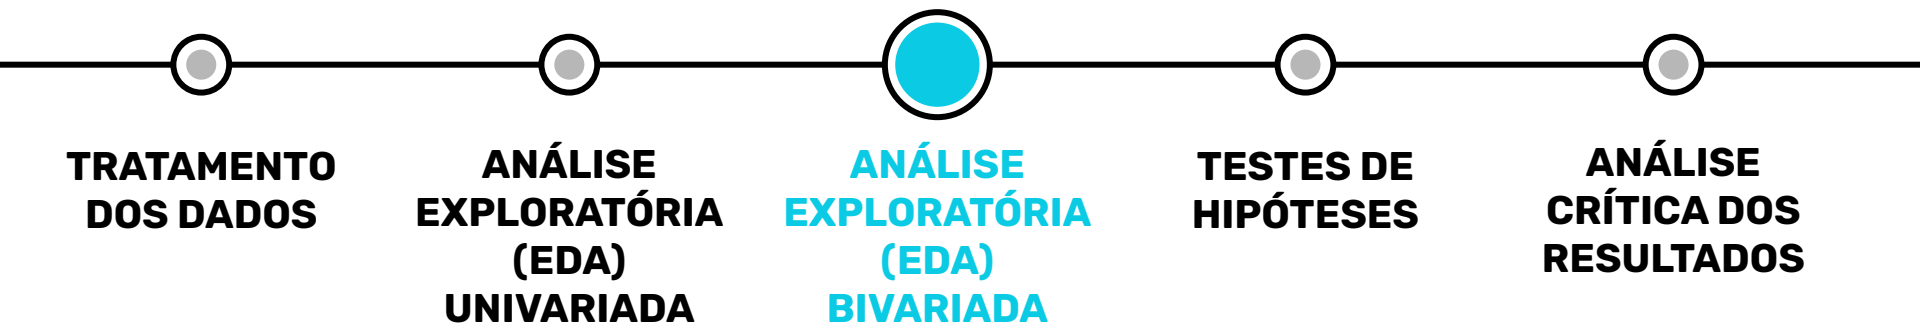 TRATAMENTO
DOS DADOS
ANÁLISE
EXPLORATÓRIA
(EDA)
UNIVARIADA
ANÁLISE
EXPLORATÓRIA
(EDA)
BIVARIADA
TESTES DE
HIPÓTESES
ANÁLISE
CRÍTICA DOS
RESULTADOS